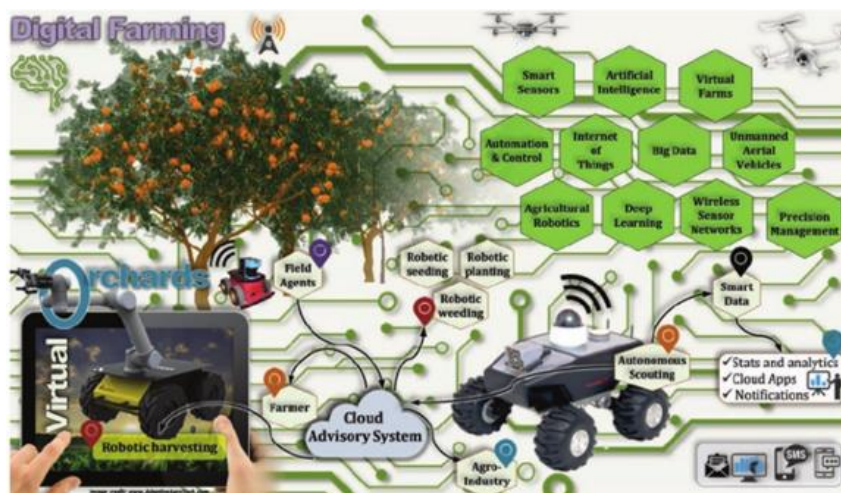 Digital Farming
Smart
Sensors
Artificial
Intelligence
Virtual
Farms
Automation
& Control
Internet
of
Things
Big Data
Unmanned
Aerial
Vehicles
Agricultural
Robotics
Deep
Learning
Wireless
Sensor
Networks
Precision
Management
Field
Agents
Robotic
seeding
Robotic
planting
Robotic
weeding
Smart
Data
Virtual
Orchards
Autonomous
Scouting
✓Stats and analytics
✓Cloud Apps
✓Notifications
Farmer
Cloud
Advisory System
Robotic harvesting
Agro-
Industry
SMS